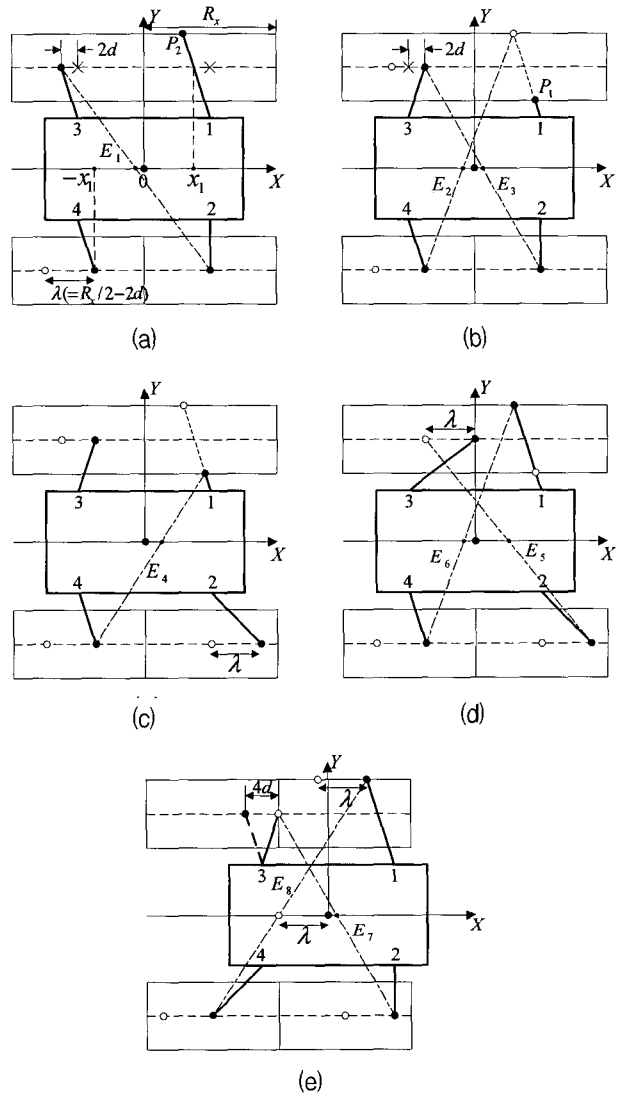 Y R_x
2d P_2
3 1
E_1
-x_1 0 x_1 X
4 2
λ(=R_x/2-2d)
(a)
Y
2d
P_1
3 1
E_2 E_3 X
4 2
(b)
Y
3 1
X
E_4
4 2
λ
(c)
Y
λ
3 1
X
E_6 E_5
4 2
(d)
Y
4d λ
3 1
E_8
λ E_7 X
4 2
(e)